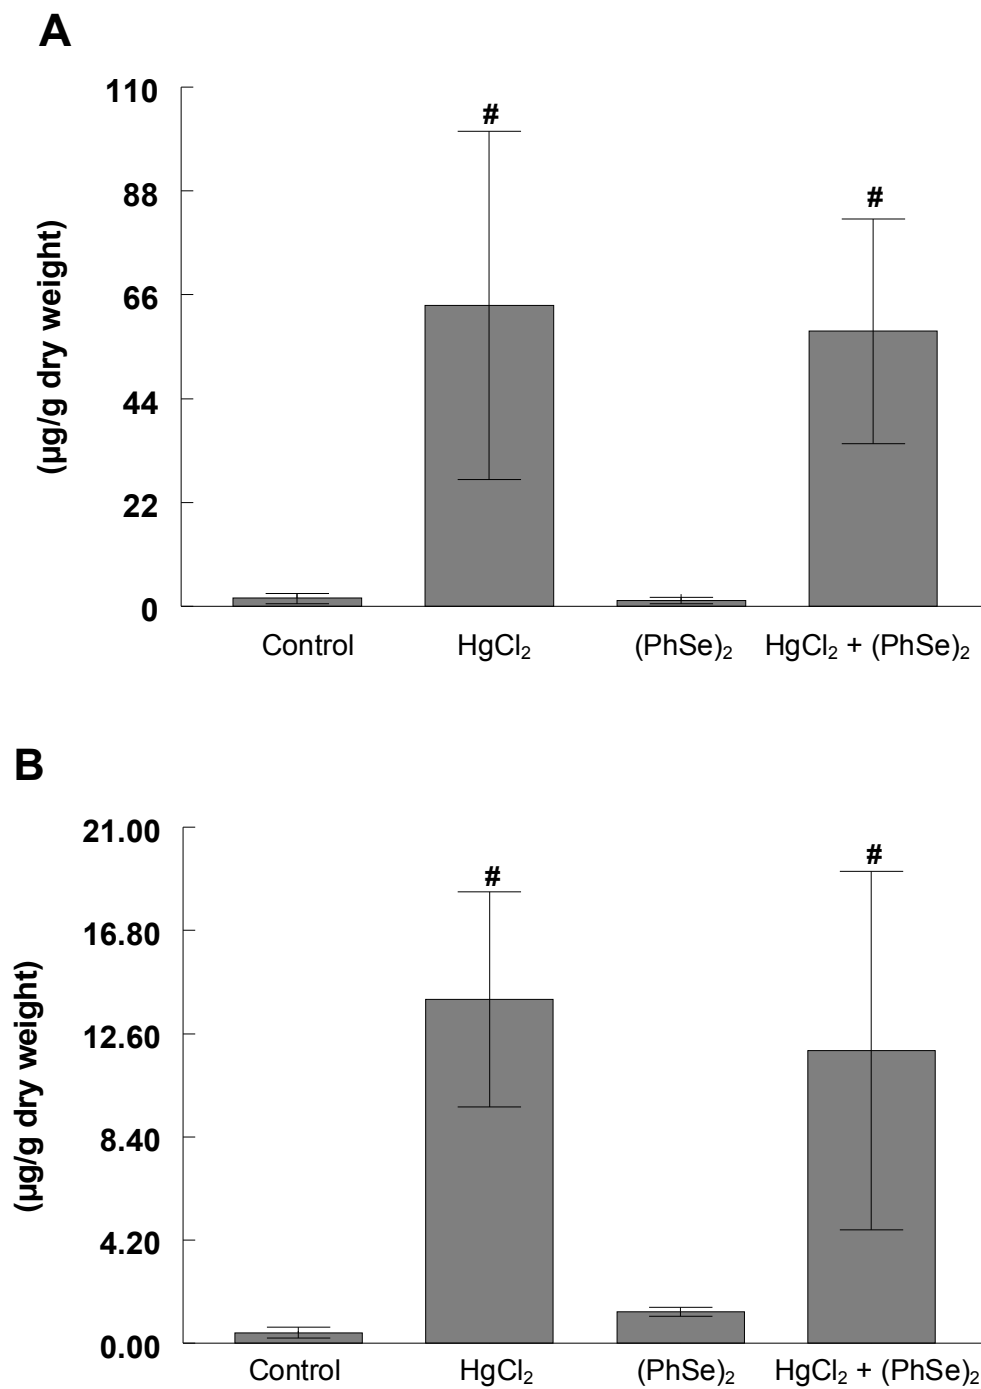 A
110
#
88
#
66
(µg/g dry weight)
44
22
0
Control HgCl₂ (PhSe)₂ HgCl₂ + (PhSe)₂
B
21.00
#
#
16.80
12.60
(µg/g dry weight)
8.40
4.20
0.00
Control HgCl₂ (PhSe)₂ HgCl₂ + (PhSe)₂